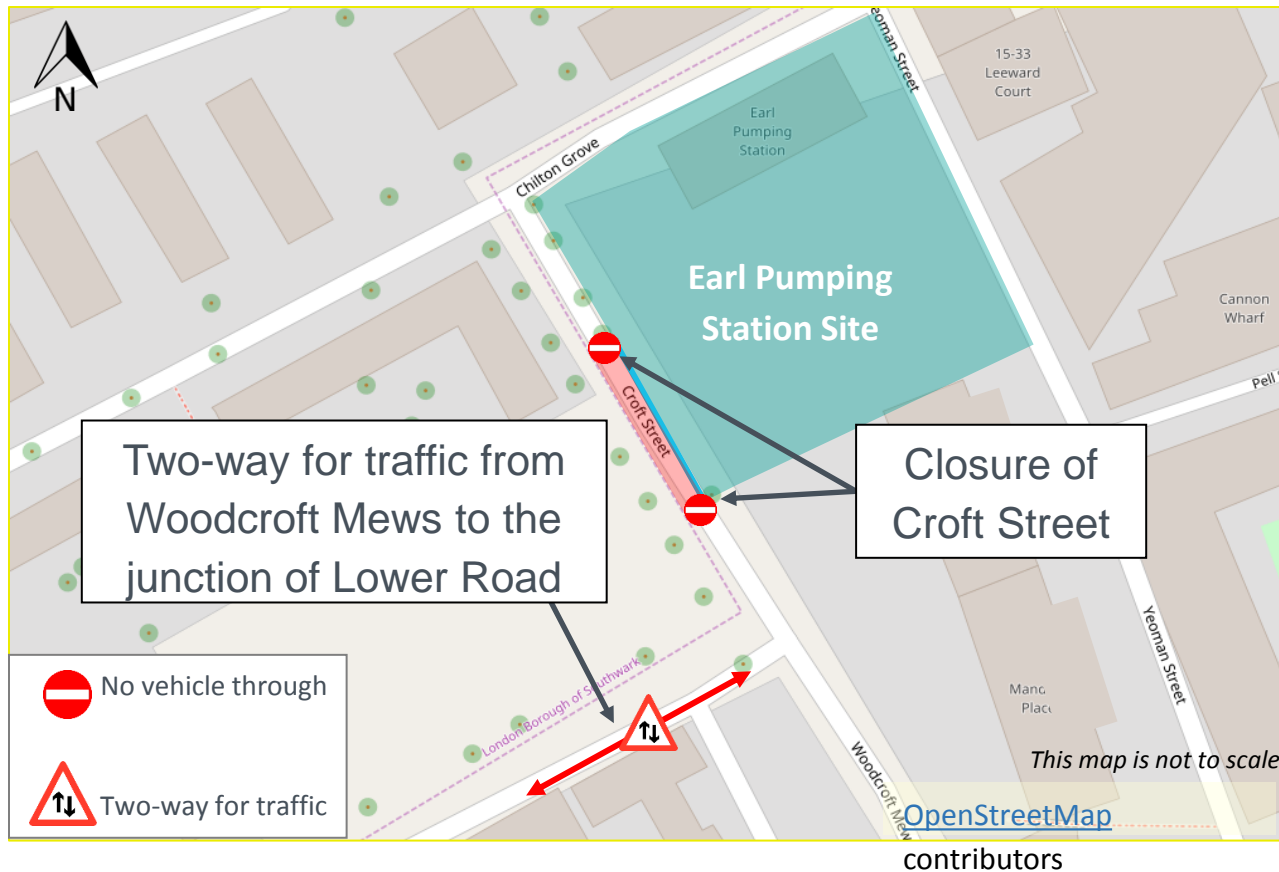 N
eoman Street
15-33
Leeward
Court
Earl
Pumping
Station
Chilton Grove
Earl Pumping
Station Site
Cannon
Wharf
Pell
Croft Street
Two-way for traffic from
Woodcroft Mews to the
junction of Lower Road
Closure of
Croft Street
Yeoman Street
London Borough of Southwark
No vehicle through
Two-way for traffic
Woodcroft Mew
Place
This map is not to scale
OpenStreetMap
contributors